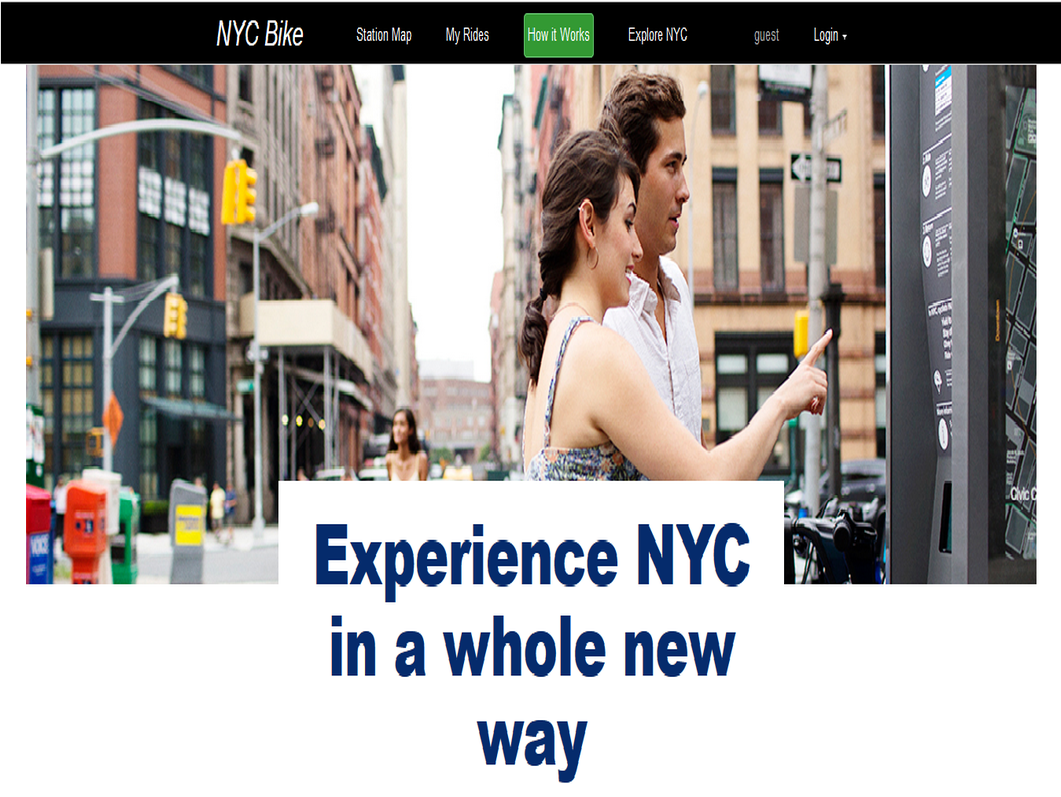 NYC Bike Station Map My Rides How it Works Explore NYC guest Login
VOICE
Civic C
Experience NYC
in a whole new
way